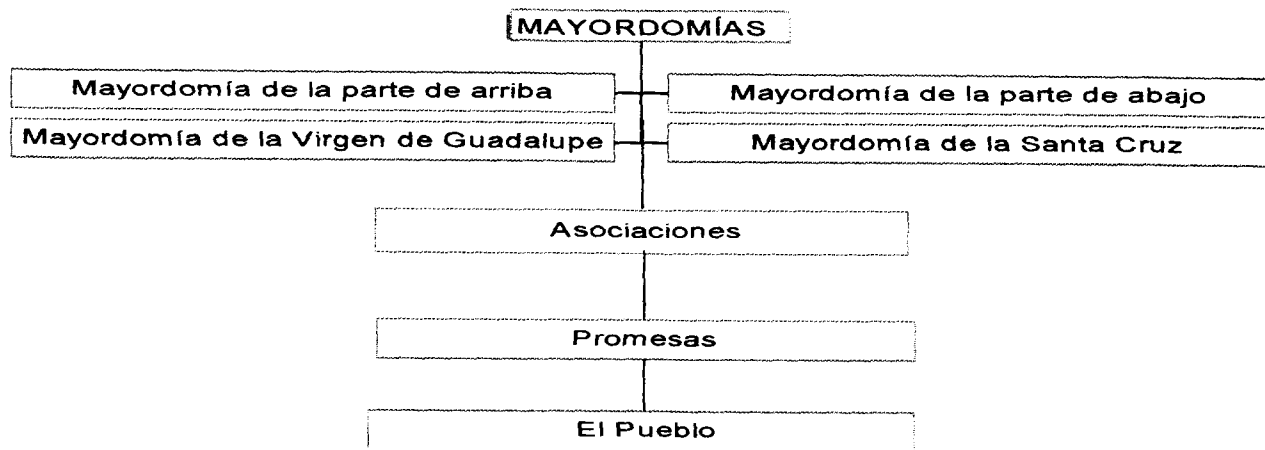 MAYORDOMÍAS
Mayordomía de la parte de arriba
Mayordomía de la parte de abajo
Mayordomía de la Virgen de Guadalupe
Mayordomía de la Santa Cruz
Asociaciones
Promesas
El Pueblo